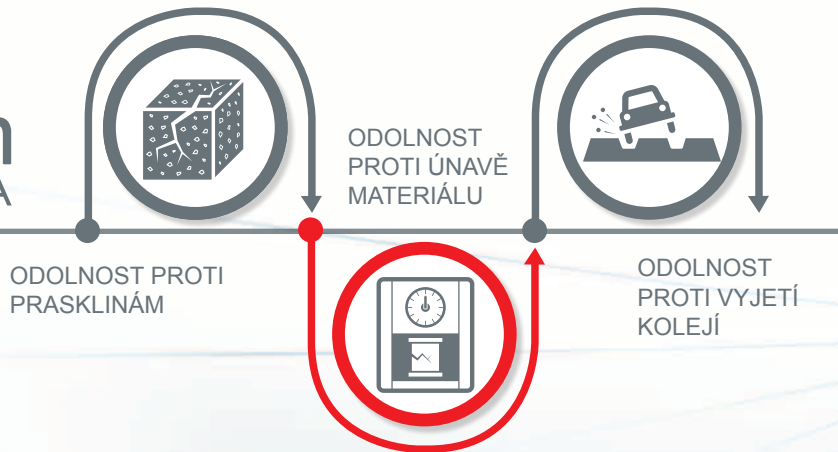 ODOLNOST PROTI
PRASKLINÁM
ODOLNOST
PROTI ÚNAVĚ
MATERIÁLU
ODOLNOST
PROTI VYJETÍ
KOLEJÍ